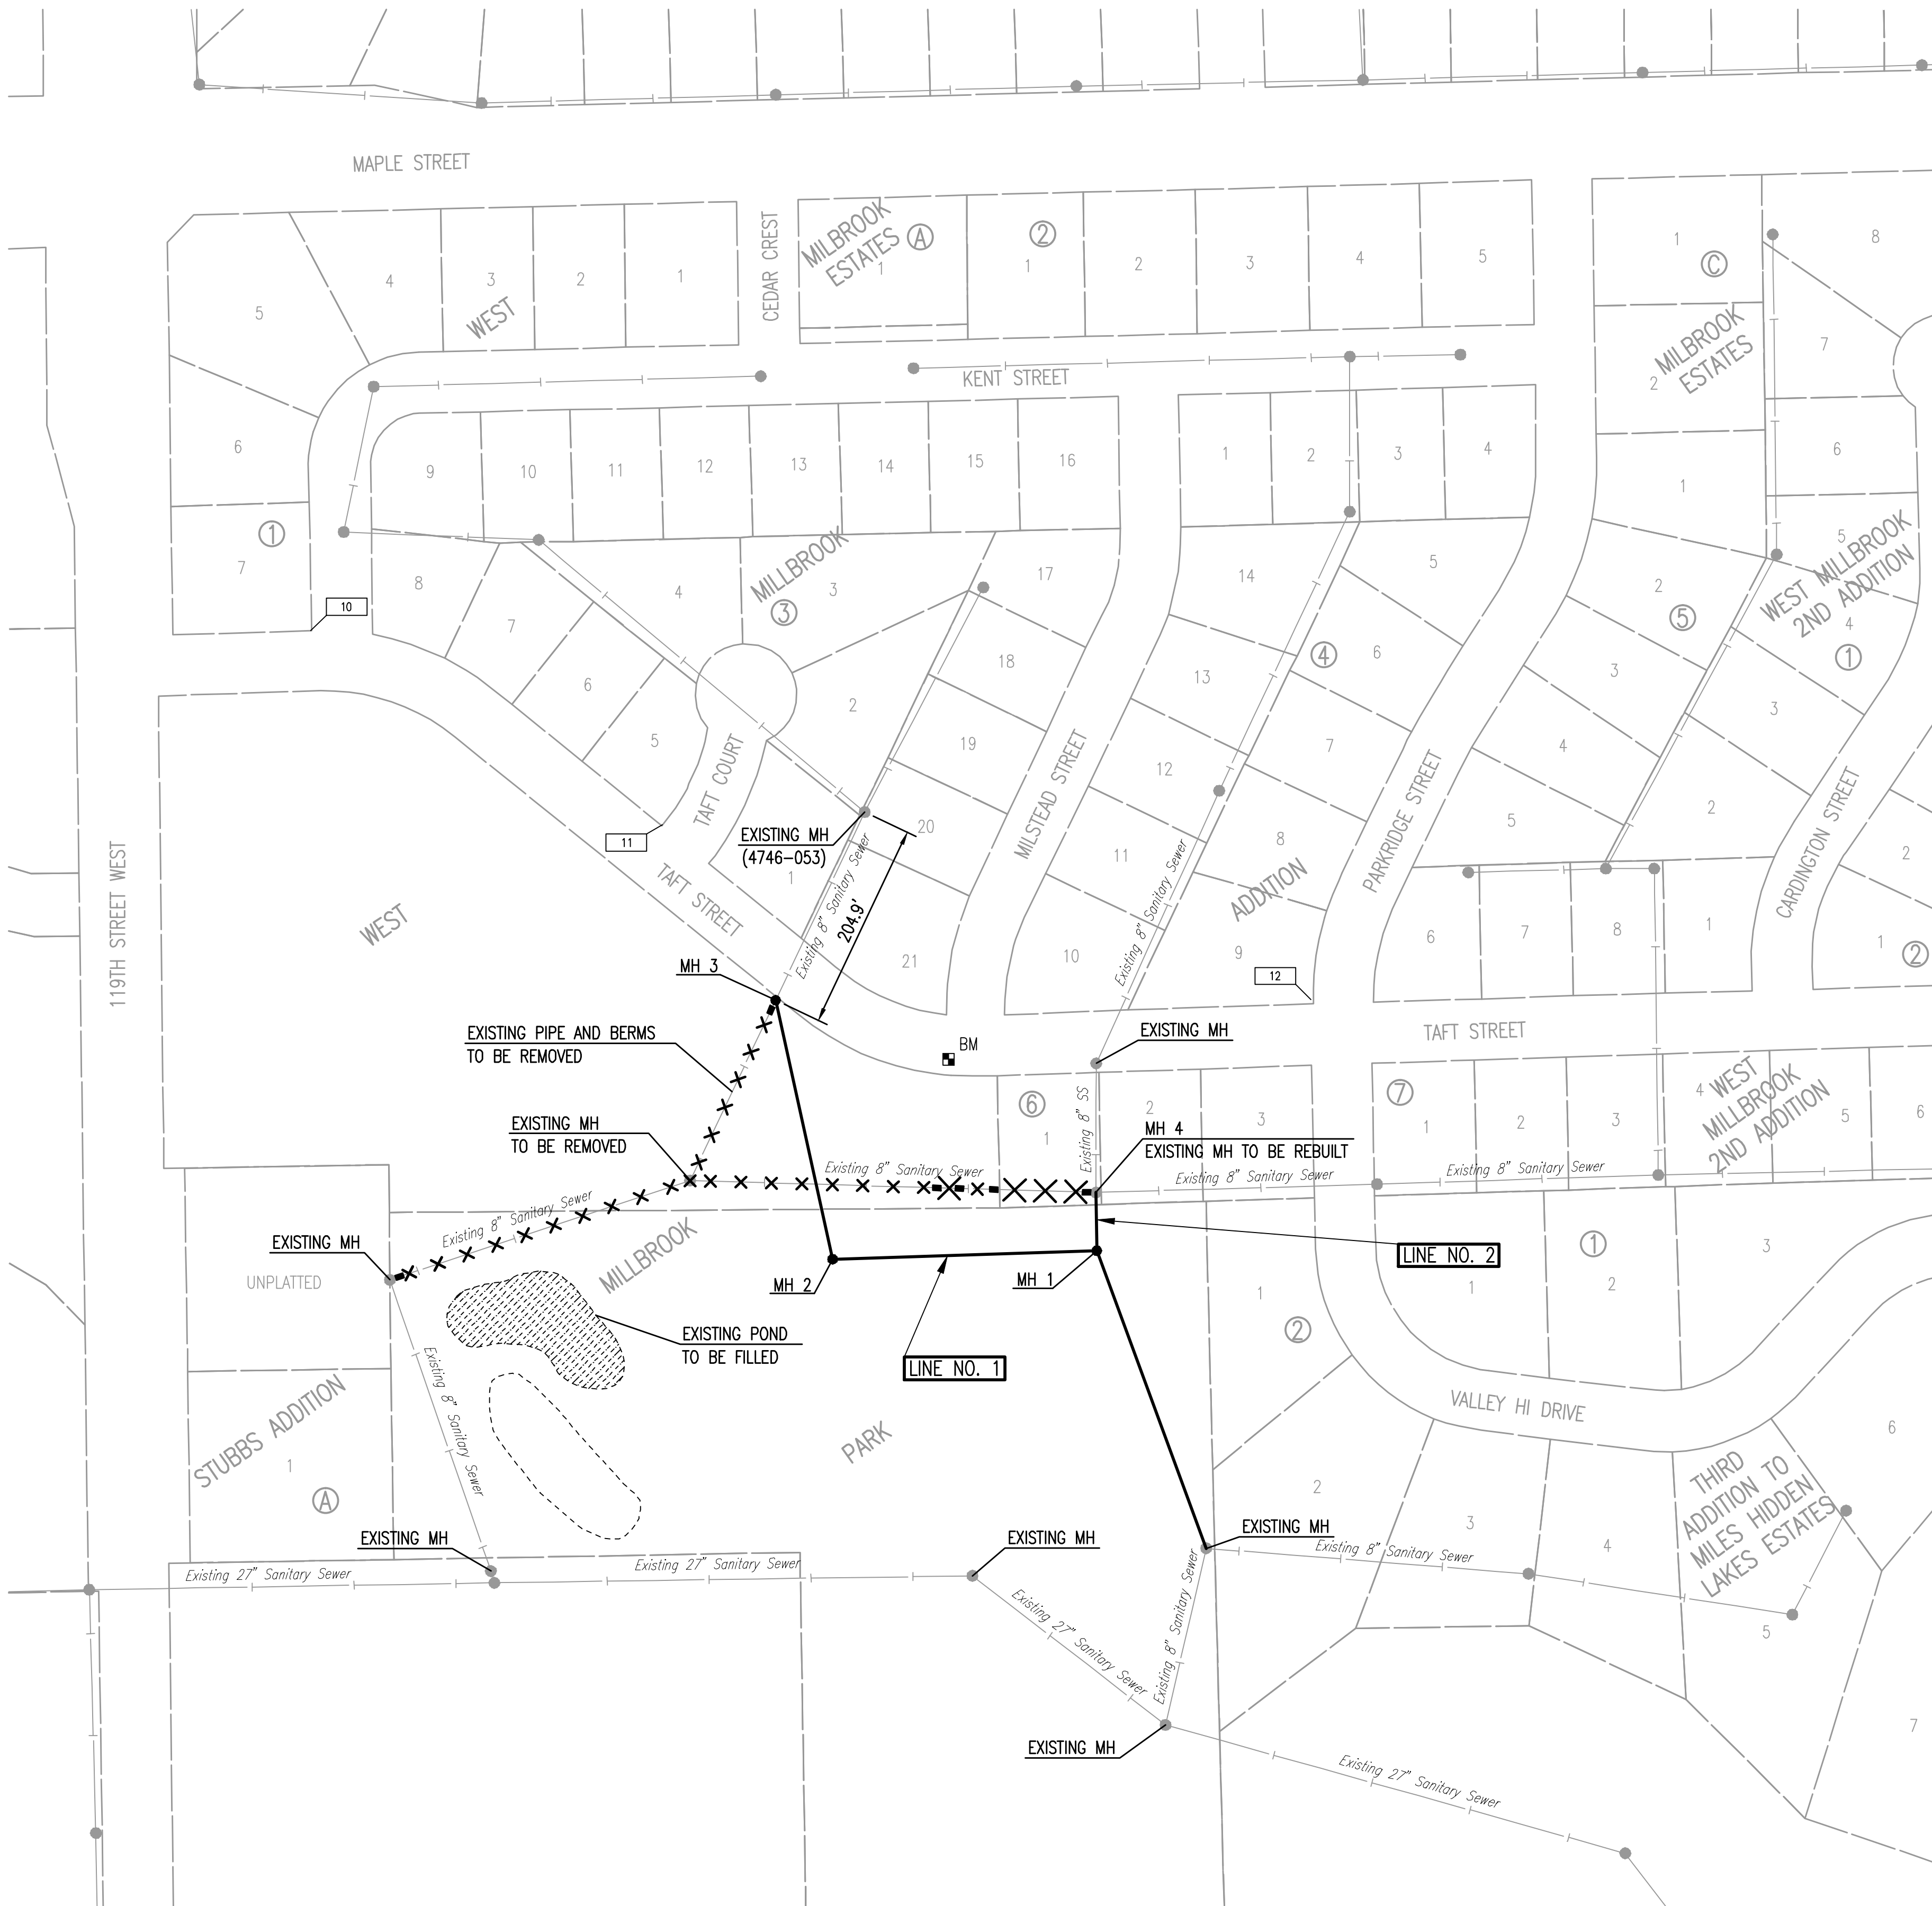 MAPLE STREET
CEDAR CREST
MILBROOK
ESTATES
A
1
2
1
2
3
4
5
1
C
8
5
4
3
2
1
WEST
MILBROOK
ESTATES
2
7
KENT STREET
6
9
10
11
12
13
14
15
16
1
2
3
4
1
6
1
7
8
7
6
5
4
MILLBROOK
3
3
17
14
5
2
5
5
WEST MILLBROOK
2ND ADDITION
4
1
10
18
13
4
6
3
3
2
19
12
7
4
2
TAFT COURT
MILSTEAD STREET
PARKRIDGE STREET
CARDINGTON STREET
EXISTING MH
(4746-053)
20
11
1
11
8
5
2
TAFT STREET
Existing 8" Sanitary Sewer
204.9'
Existing 8" Sanitary Sewer
ADDITION
119TH STREET WEST
WEST
21
10
9
12
6
7
8
1
1
2
MH 3
EXISTING PIPE AND BERMS
TO BE REMOVED
BM
EXISTING MH
TAFT STREET
EXISTING MH
TO BE REMOVED
6
1
Existing 8" SS
2
3
7
1
2
3
4
WEST
MILLBROOK
2ND ADDITION
5
6
MH 4
EXISTING MH TO BE REBUILT
Existing 8" Sanitary Sewer
Existing 8" Sanitary Sewer
Existing 8" Sanitary Sewer
Existing 8" Sanitary Sewer
EXISTING MH
UNPLATTED
MILLBROOK
MH 2
MH 1
LINE NO. 2
1
2
1
1
2
3
EXISTING POND
TO BE FILLED
LINE NO. 1
Existing 8" Sanitary Sewer
STUBBS ADDITION
1
A
PARK
VALLEY HI DRIVE
2
3
4
THIRD
ADDITION TO
MILES HIDDEN
LAKES ESTATES
6
5
7
EXISTING MH
EXISTING MH
EXISTING MH
Existing 27" Sanitary Sewer
Existing 27" Sanitary Sewer
Existing 8" Sanitary Sewer
Existing 27" Sanitary Sewer
Existing 8" Sanitary Sewer
EXISTING MH
Existing 27" Sanitary Sewer